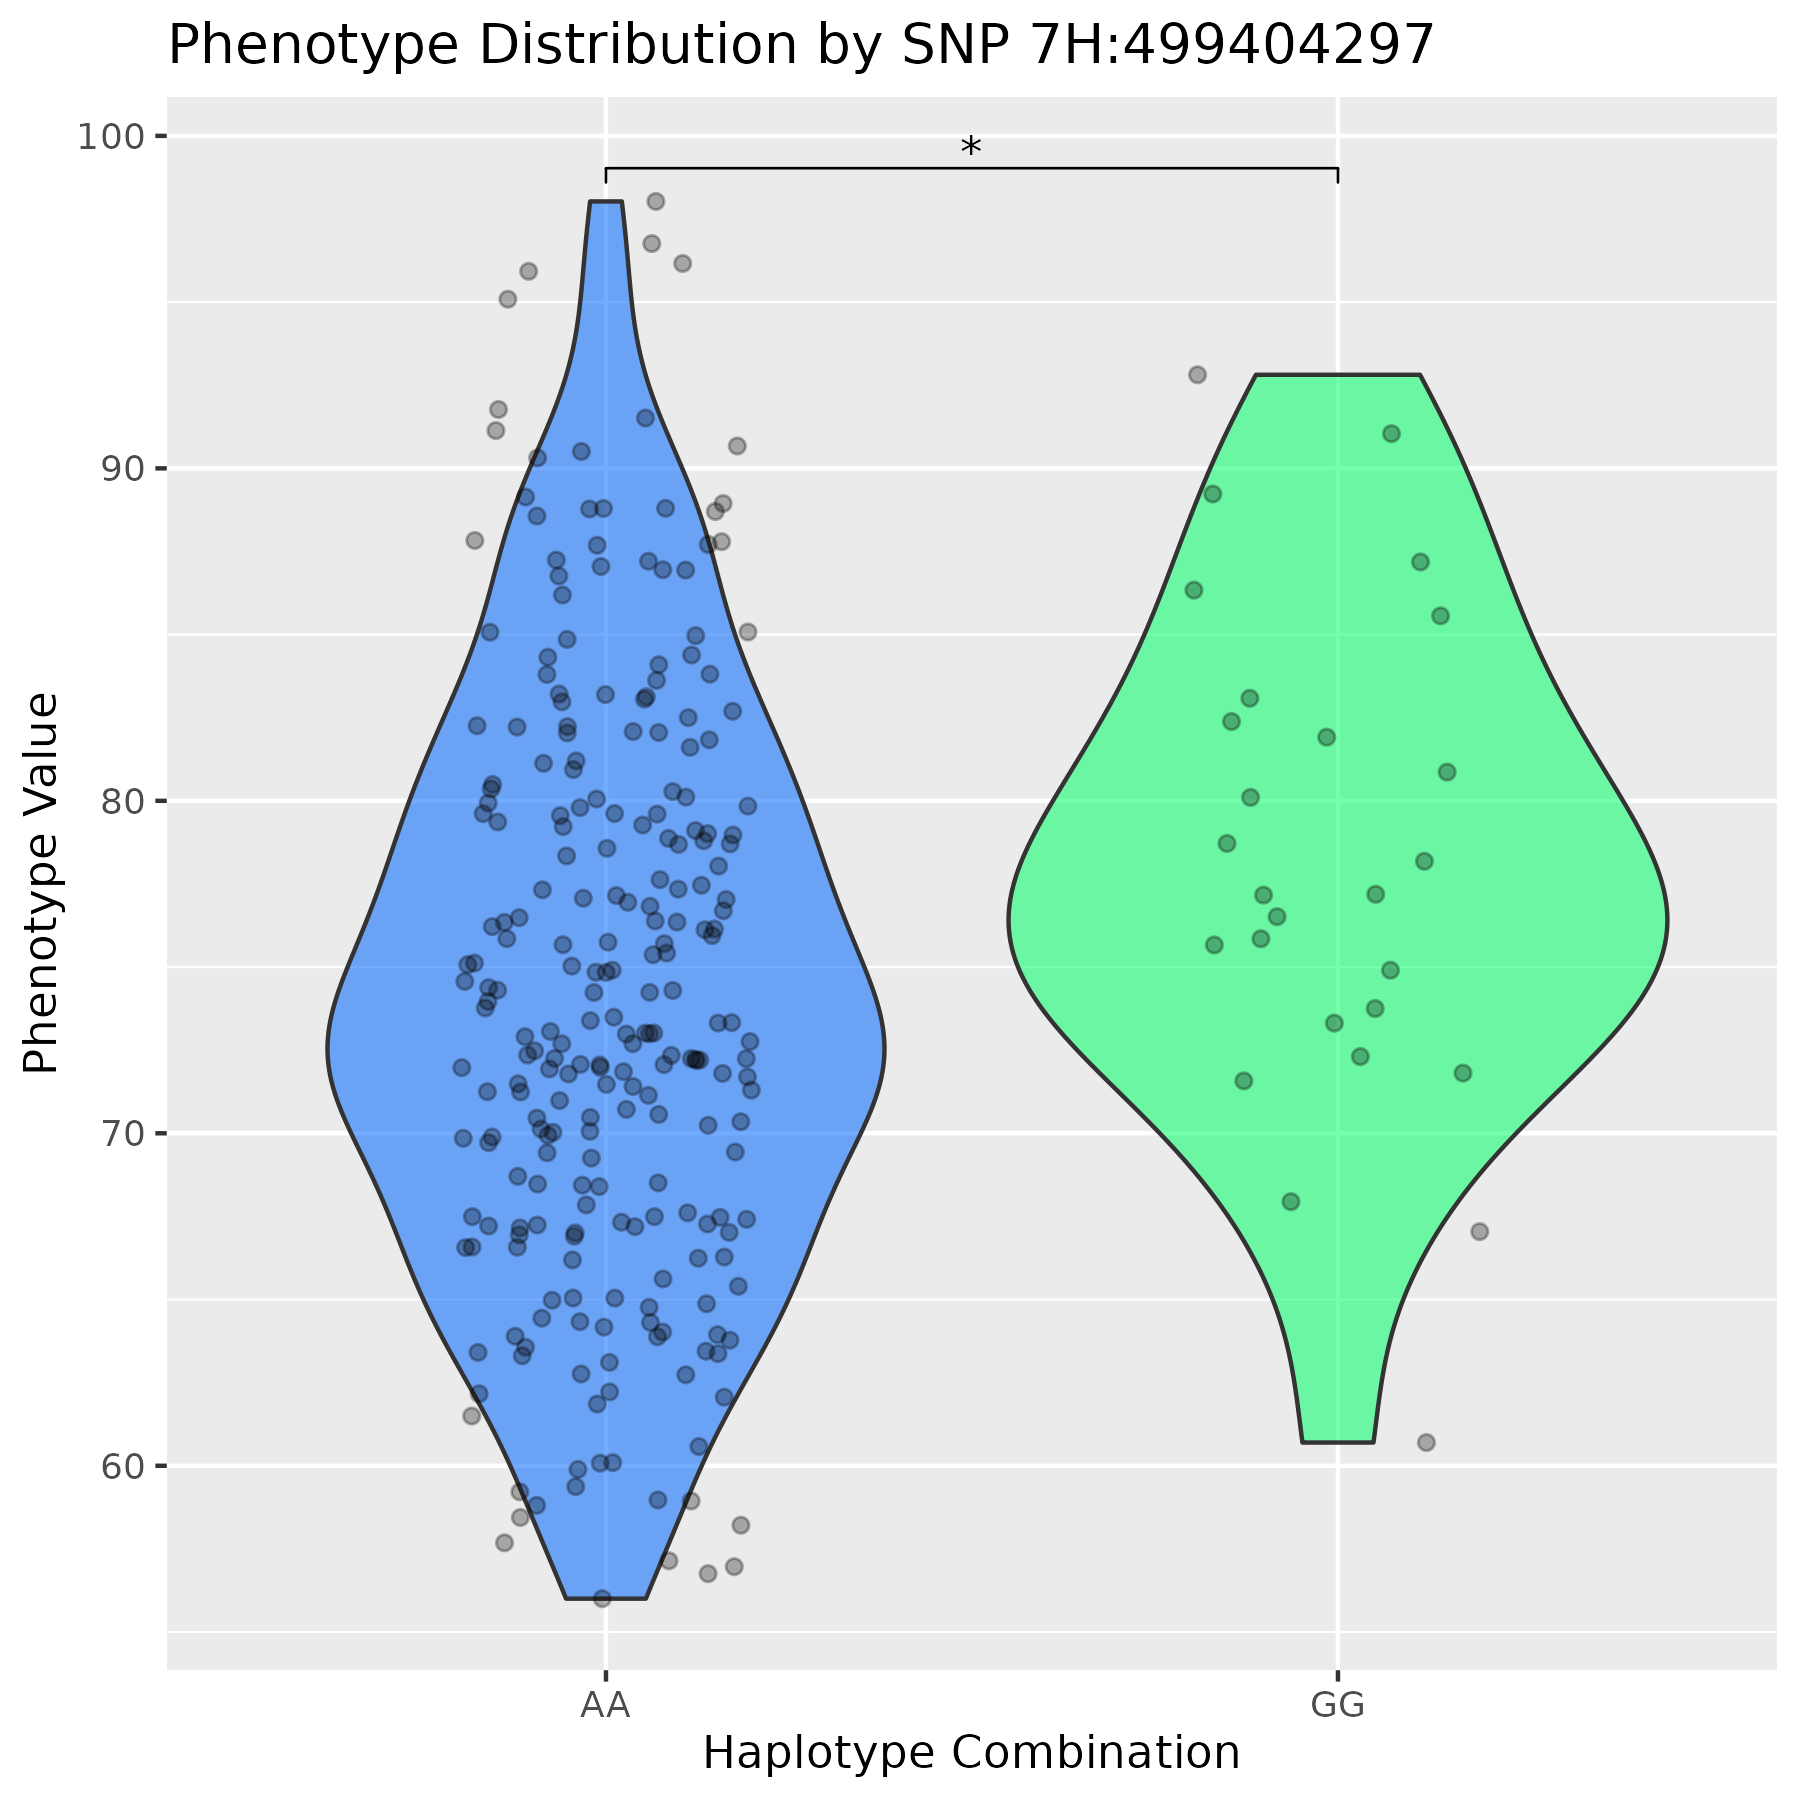 Phenotype Distribution by SNP 7H:499404297
100
*
90
80
70
60
Phenotype Value
AA
GG
Haplotype Combination